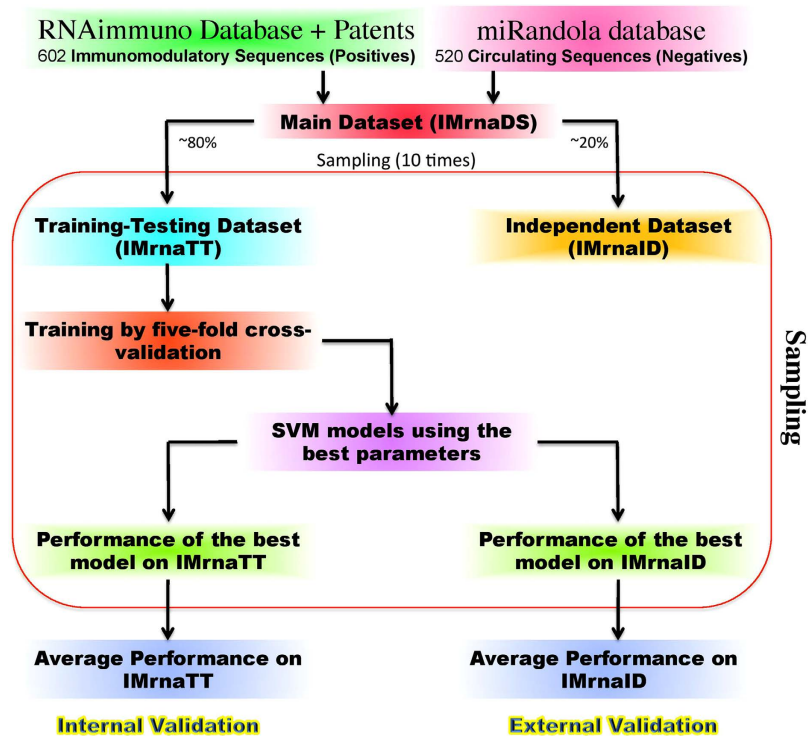 RNAimmuno Database + Patents
602 Immunomodulatory Sequences (Positives)
miRandola database
520 Circulating Sequences (Negatives)
Main Dataset (IMrnaDS)
~80%
~20%
Sampling (10 times)
Training-Testing Dataset
(IMrnaTT)
Independent Dataset
(IMrnaID)
Training by five-fold cross-
validation
Sampling
SVM models using the
best parameters
Performance of the best
model on IMrnaTT
Performance of the best
model on IMrnaID
Average Performance on
IMrnaTT
Average Performance on
IMrnaID
Internal Validation
External Validation